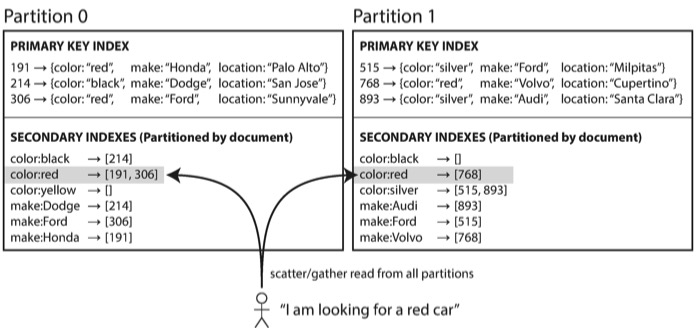 Partition 0
PRIMARY KEY INDEX
191 → {color: "red", make: "Honda", location: "Palo Alto"}
214 → {color: "black", make: "Dodge", location: "San Jose"}
306 → {color: "red", make: "Ford", location: "Sunnyvale"}
SECONDARY INDEXES (Partitioned by document)
color:black → [214]
color:red → [191, 306]
color:yellow → []
make:Dodge → [214]
make:Ford → [306]
make:Honda → [191]
Partition 1
PRIMARY KEY INDEX
515 → {color: "silver", make: "Ford", location: "Milpitas"}
768 → {color: "red", make: "Volvo", location: "Cupertino"}
893 → {color: "silver", make: "Audi", location: "Santa Clara"}
SECONDARY INDEXES (Partitioned by document)
color:black → []
color:red → [768]
color:silver → [515, 893]
make:Audi → [893]
make:Ford → [515]
make:Volvo → [768]
scatter/gather read from all partitions
"I am looking for a red car"